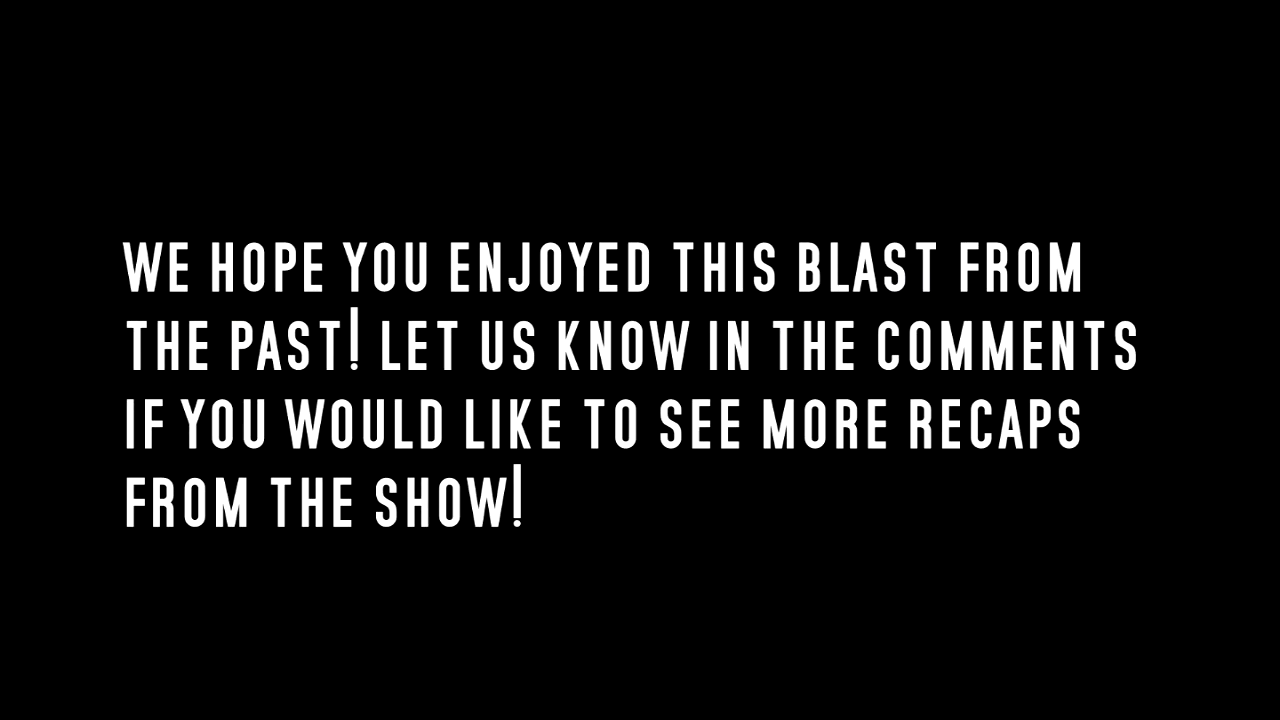 WE HOPE YOU ENJOYED THIS BLAST FROM
THE PAST! LET US KNOW IN THE COMMENTS
IF YOU WOULD LIKE TO SEE MORE RECAPS
FROM THE SHOW!